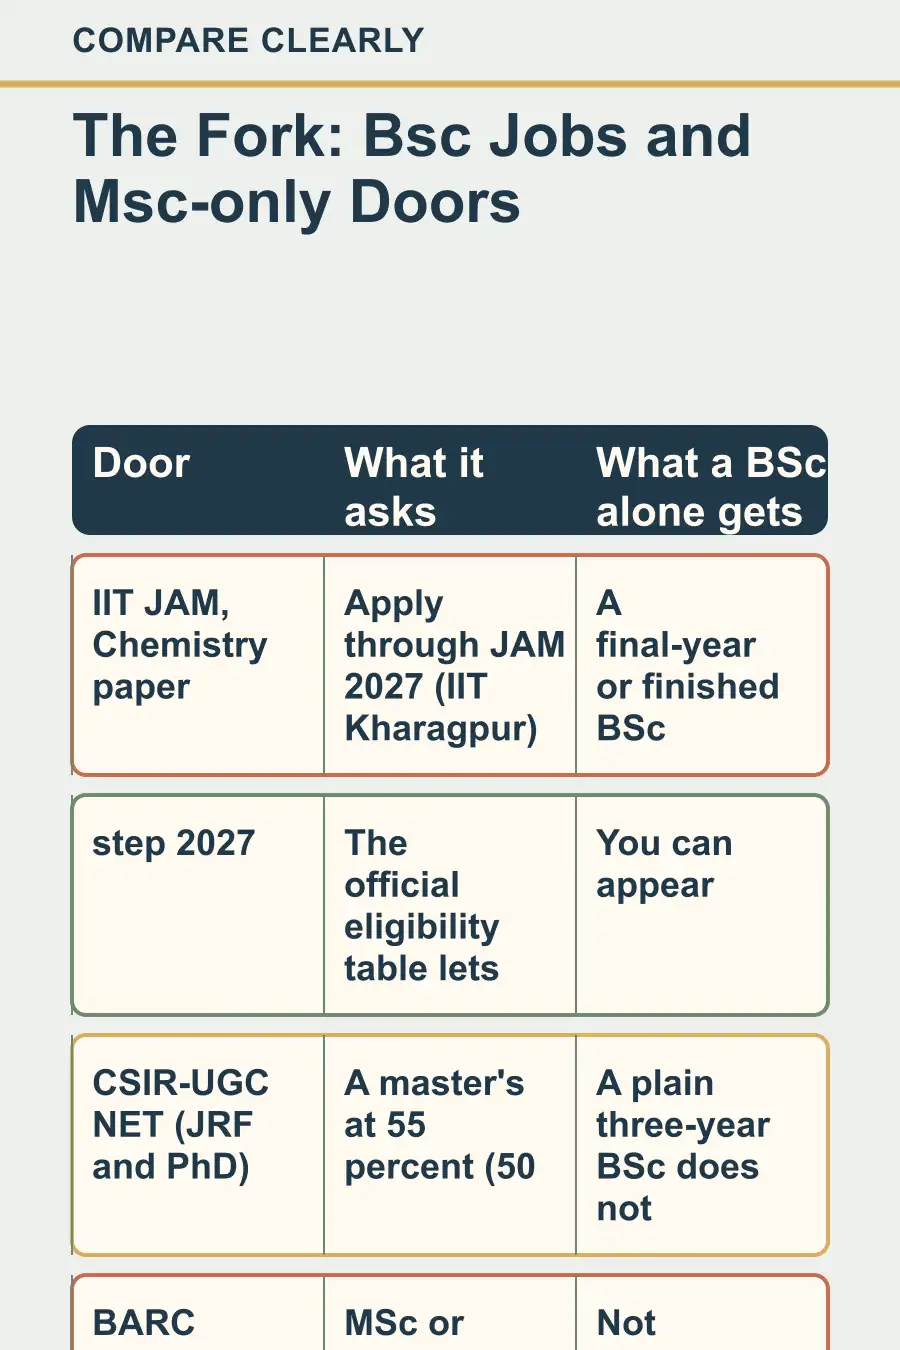 COMPARE CLEARLY
The Fork: Bsc Jobs and
Msc-only Doors
Door
What it
asks
What a BSc
alone gets
IIT JAM,
Chemistry
paper
Apply
through JAM
2027 (IIT
Kharagpur)
A
final-year
or finished
BSc
step 2027
The
official
eligibility
table lets
You can
appear
CSIR-UGC
NET (JRF
and PhD)
A master's
at 55
percent (50
A plain
three-year
BSc does
not
BARC
MSc or
Not